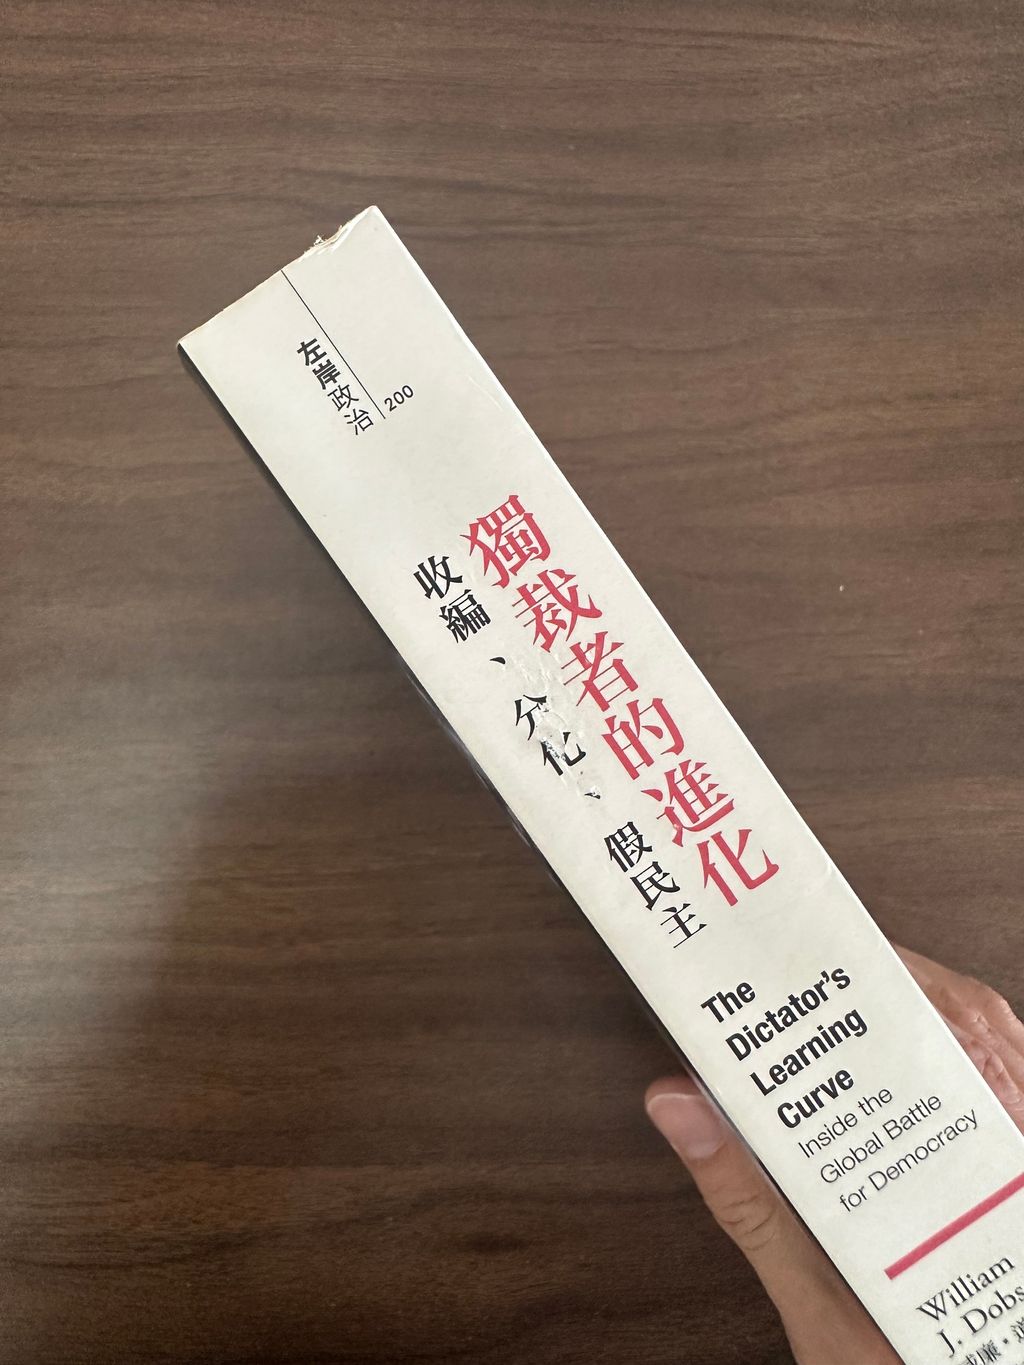 左岸政治
200
獨裁者的進化
收編、分化、假民主
The
Dictator's
Learning
Curve
Inside the
Global Battle
for Democracy
William
J. Dobs